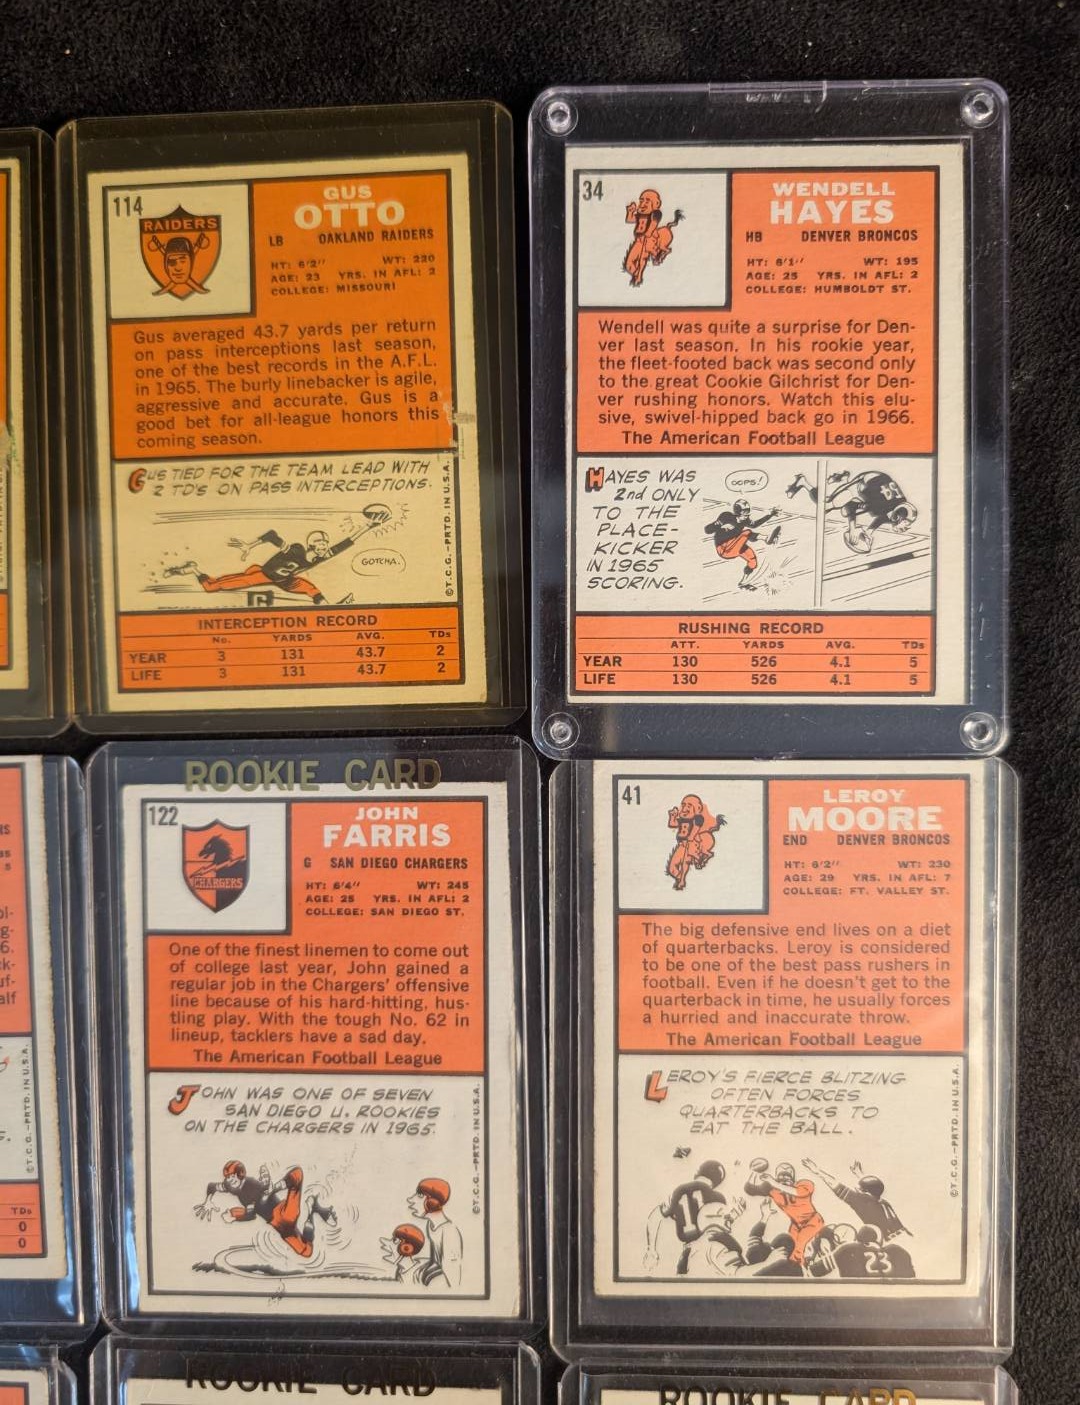 114
RAIDERS
GUS
OTTO
LB OAKLAND RAIDERS
HT: 6'2" WT: 220
AGE: 23 YRS. IN AFL: 2
COLLEGE: MISSOURI
Gus averaged 43.7 yards per return
on pass interceptions last season,
one of the best records in the A.F.L.
in 1965. The burly linebacker is agile,
aggressive and accurate. Gus is a
good bet for all-league honors this
coming season.
GUS TIED FOR THE TEAM LEAD WITH
2 TD'S ON PASS INTERCEPTIONS.
GOTCHA.
G
©T.C.G.—PRTD. IN U.S.A.
INTERCEPTION RECORD
No. YARDS AVG. TDs
YEAR 3 131 43.7 2
LIFE 3 131 43.7 2
34
B
WENDELL
HAYES
HB DENVER BRONCOS
HT: 6'1" WT: 195
AGE: 25 YRS. IN AFL: 2
COLLEGE: HUMBOLDT ST.
Wendell was quite a surprise for Den-
ver last season. In his rookie year,
the fleet-footed back was second only
to the great Cookie Gilchrist for Den-
ver rushing honors. Watch this elu-
sive, swivel-hipped back go in 1966.
The American Football League
HAYES WAS
2nd ONLY
TO THE
PLACE-
KICKER
IN 1965
SCORING.
OOPS!
RUSHING RECORD
ATT. YARDS AVG. TDs
YEAR 130 526 4.1 5
LIFE 130 526 4.1 5
ROOKIE CARD
122
CHARGERS
JOHN
FARRIS
G SAN DIEGO CHARGERS
HT: 6'4" WT: 245
AGE: 25 YRS. IN AFL: 2
COLLEGE: SAN DIEGO ST.
One of the finest linemen to come out
of college last year, John gained a
regular job in the Chargers' offensive
line because of his hard-hitting, hus-
tling play. With the tough No. 62 in
lineup, tacklers have a sad day.
The American Football League
JOHN WAS ONE OF SEVEN
SAN DIEGO U. ROOKIES
ON THE CHARGERS IN 1965.
©T.C.G.—PRTD. IN U.S.A.
41
B
LEROY
MOORE
END DENVER BRONCOS
HT: 6'2" WT: 230
AGE: 29 YRS. IN AFL: 7
COLLEGE: FT. VALLEY ST.
The big defensive end lives on a diet
of quarterbacks. Leroy is considered
to be one of the best pass rushers in
football. Even if he doesn't get to the
quarterback in time, he usually forces
a hurried and inaccurate throw.
The American Football League
LEROY'S FIERCE BLITZING
OFTEN FORCES
QUARTERBACKS TO
EAT THE BALL.
11
23
©T.C.G.—PRTD. IN U.S.A.
©T.C.G.—PRTD. IN U.S.A.
TDs
0
0
ROOKIE CARD
ROOKIE CARD